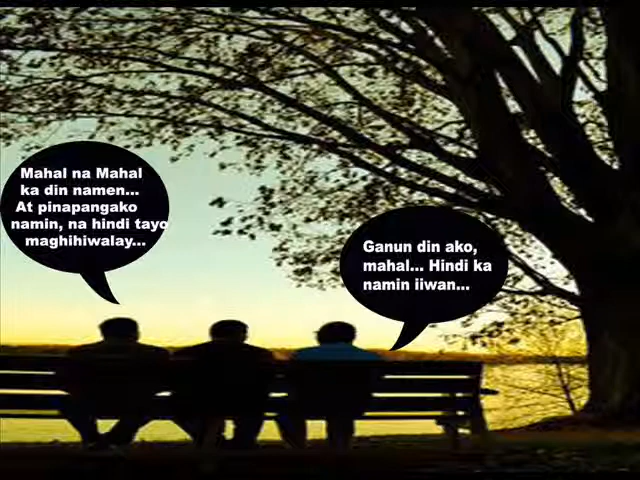 Mahal na Mahal
ka din namen...
At pinapangako
namin, na hindi tayo
maghihiwalay...
Ganun din ako,
mahal... Hindi ka
namin iiwan...